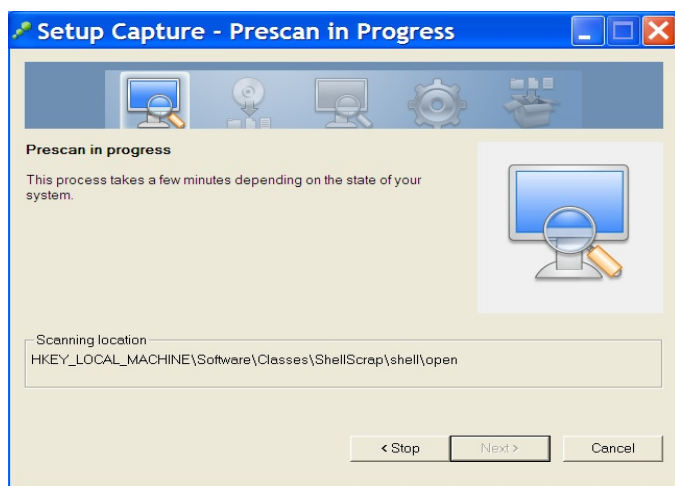 Setup Capture - Prescan in Progress
Prescan in progress
This process takes a few minutes depending on the state of your
system.
Scanning location
HKEY_LOCAL_MACHINE\Software\Classes\ShellScrap\shell\open
< Stop
Next >
Cancel